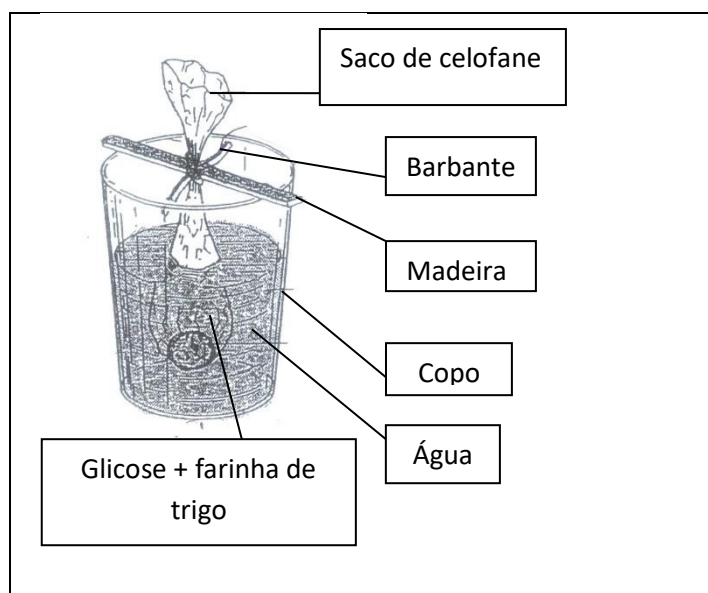 Saco de celofane
Barbante
Madeira
Copo
Água
Glicose + farinha de
trigo